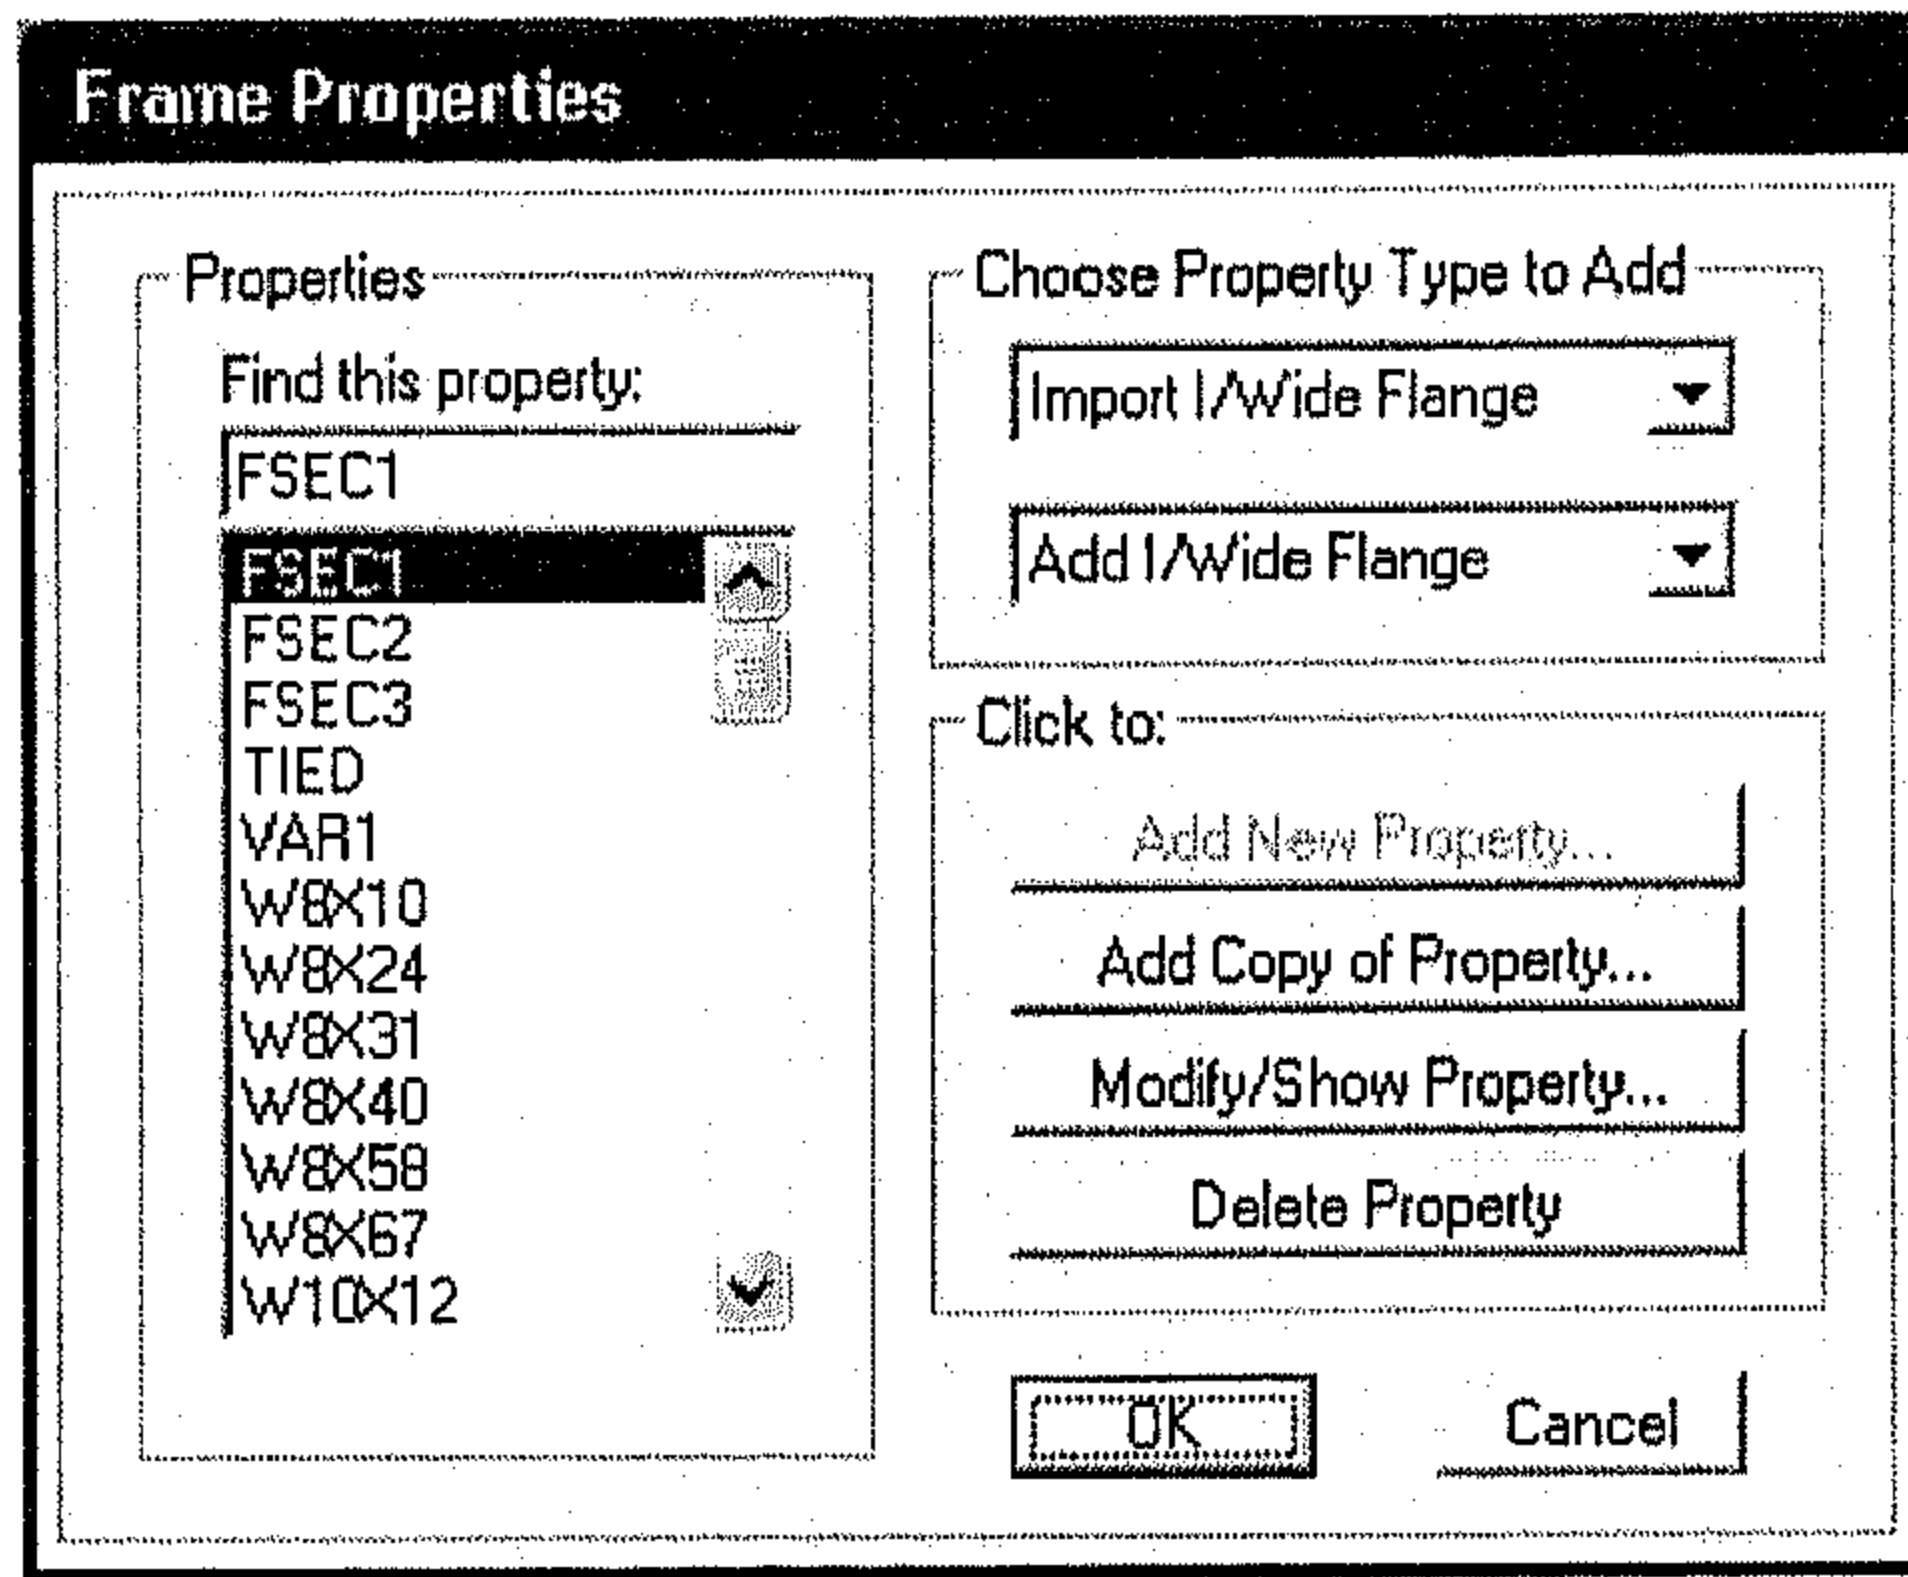 Frame Properties
Properties
Find this property:
FSEC1
FSEC1
FSEC2
FSEC3
TIED
VAR1
W8X10
W8X24
W8X31
W8X40
W8X58
W8X67
W10X12
Choose Property Type to Add
Import I/Wide Flange
Add I/Wide Flange
Click to:
Add New Property...
Add Copy of Property...
Modify/Show Property...
Delete Property
OK
Cancel